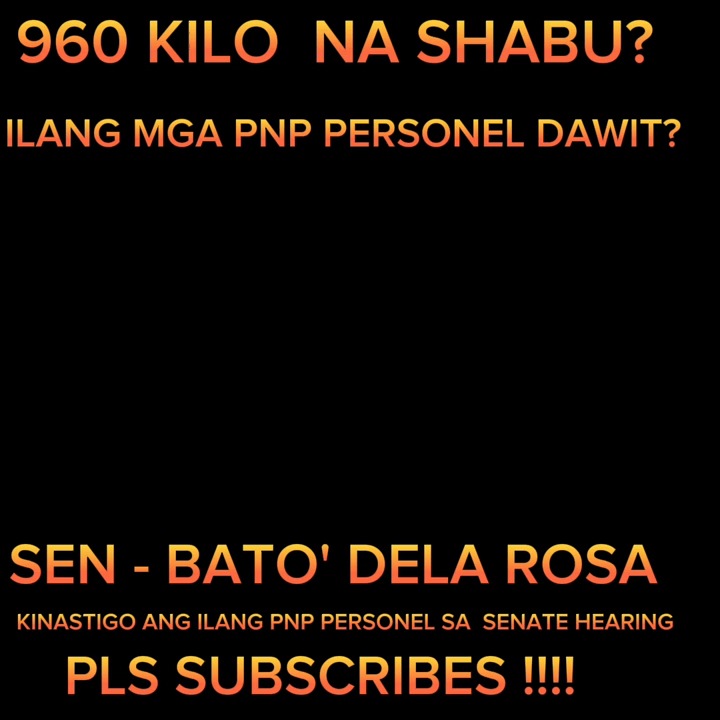 960 KILO NA SHABU?
ILANG MGA PNP PERSONEL DAWIT?
SEN - BATO' DELA ROSA
KINASTIGO ANG ILANG PNP PERSONEL SA SENATE HEARING
PLS SUBSCRIBES !!!!